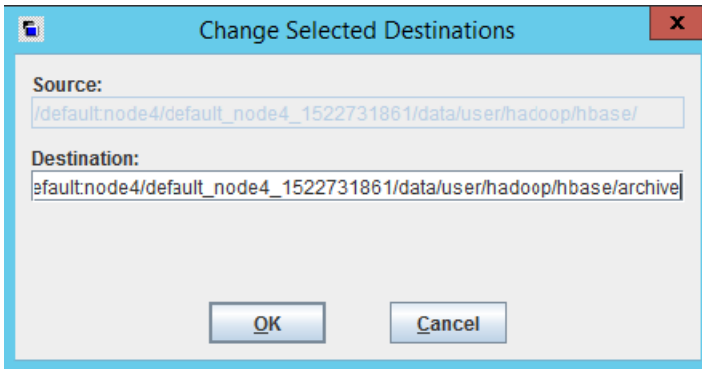 Change Selected Destinations
x
Source:
/default:node4/default_node4_1522731861/data/user/hadoop/hbase/
Destination:
efault:node4/default_node4_1522731861/data/user/hadoop/hbase/archive
OK
Cancel